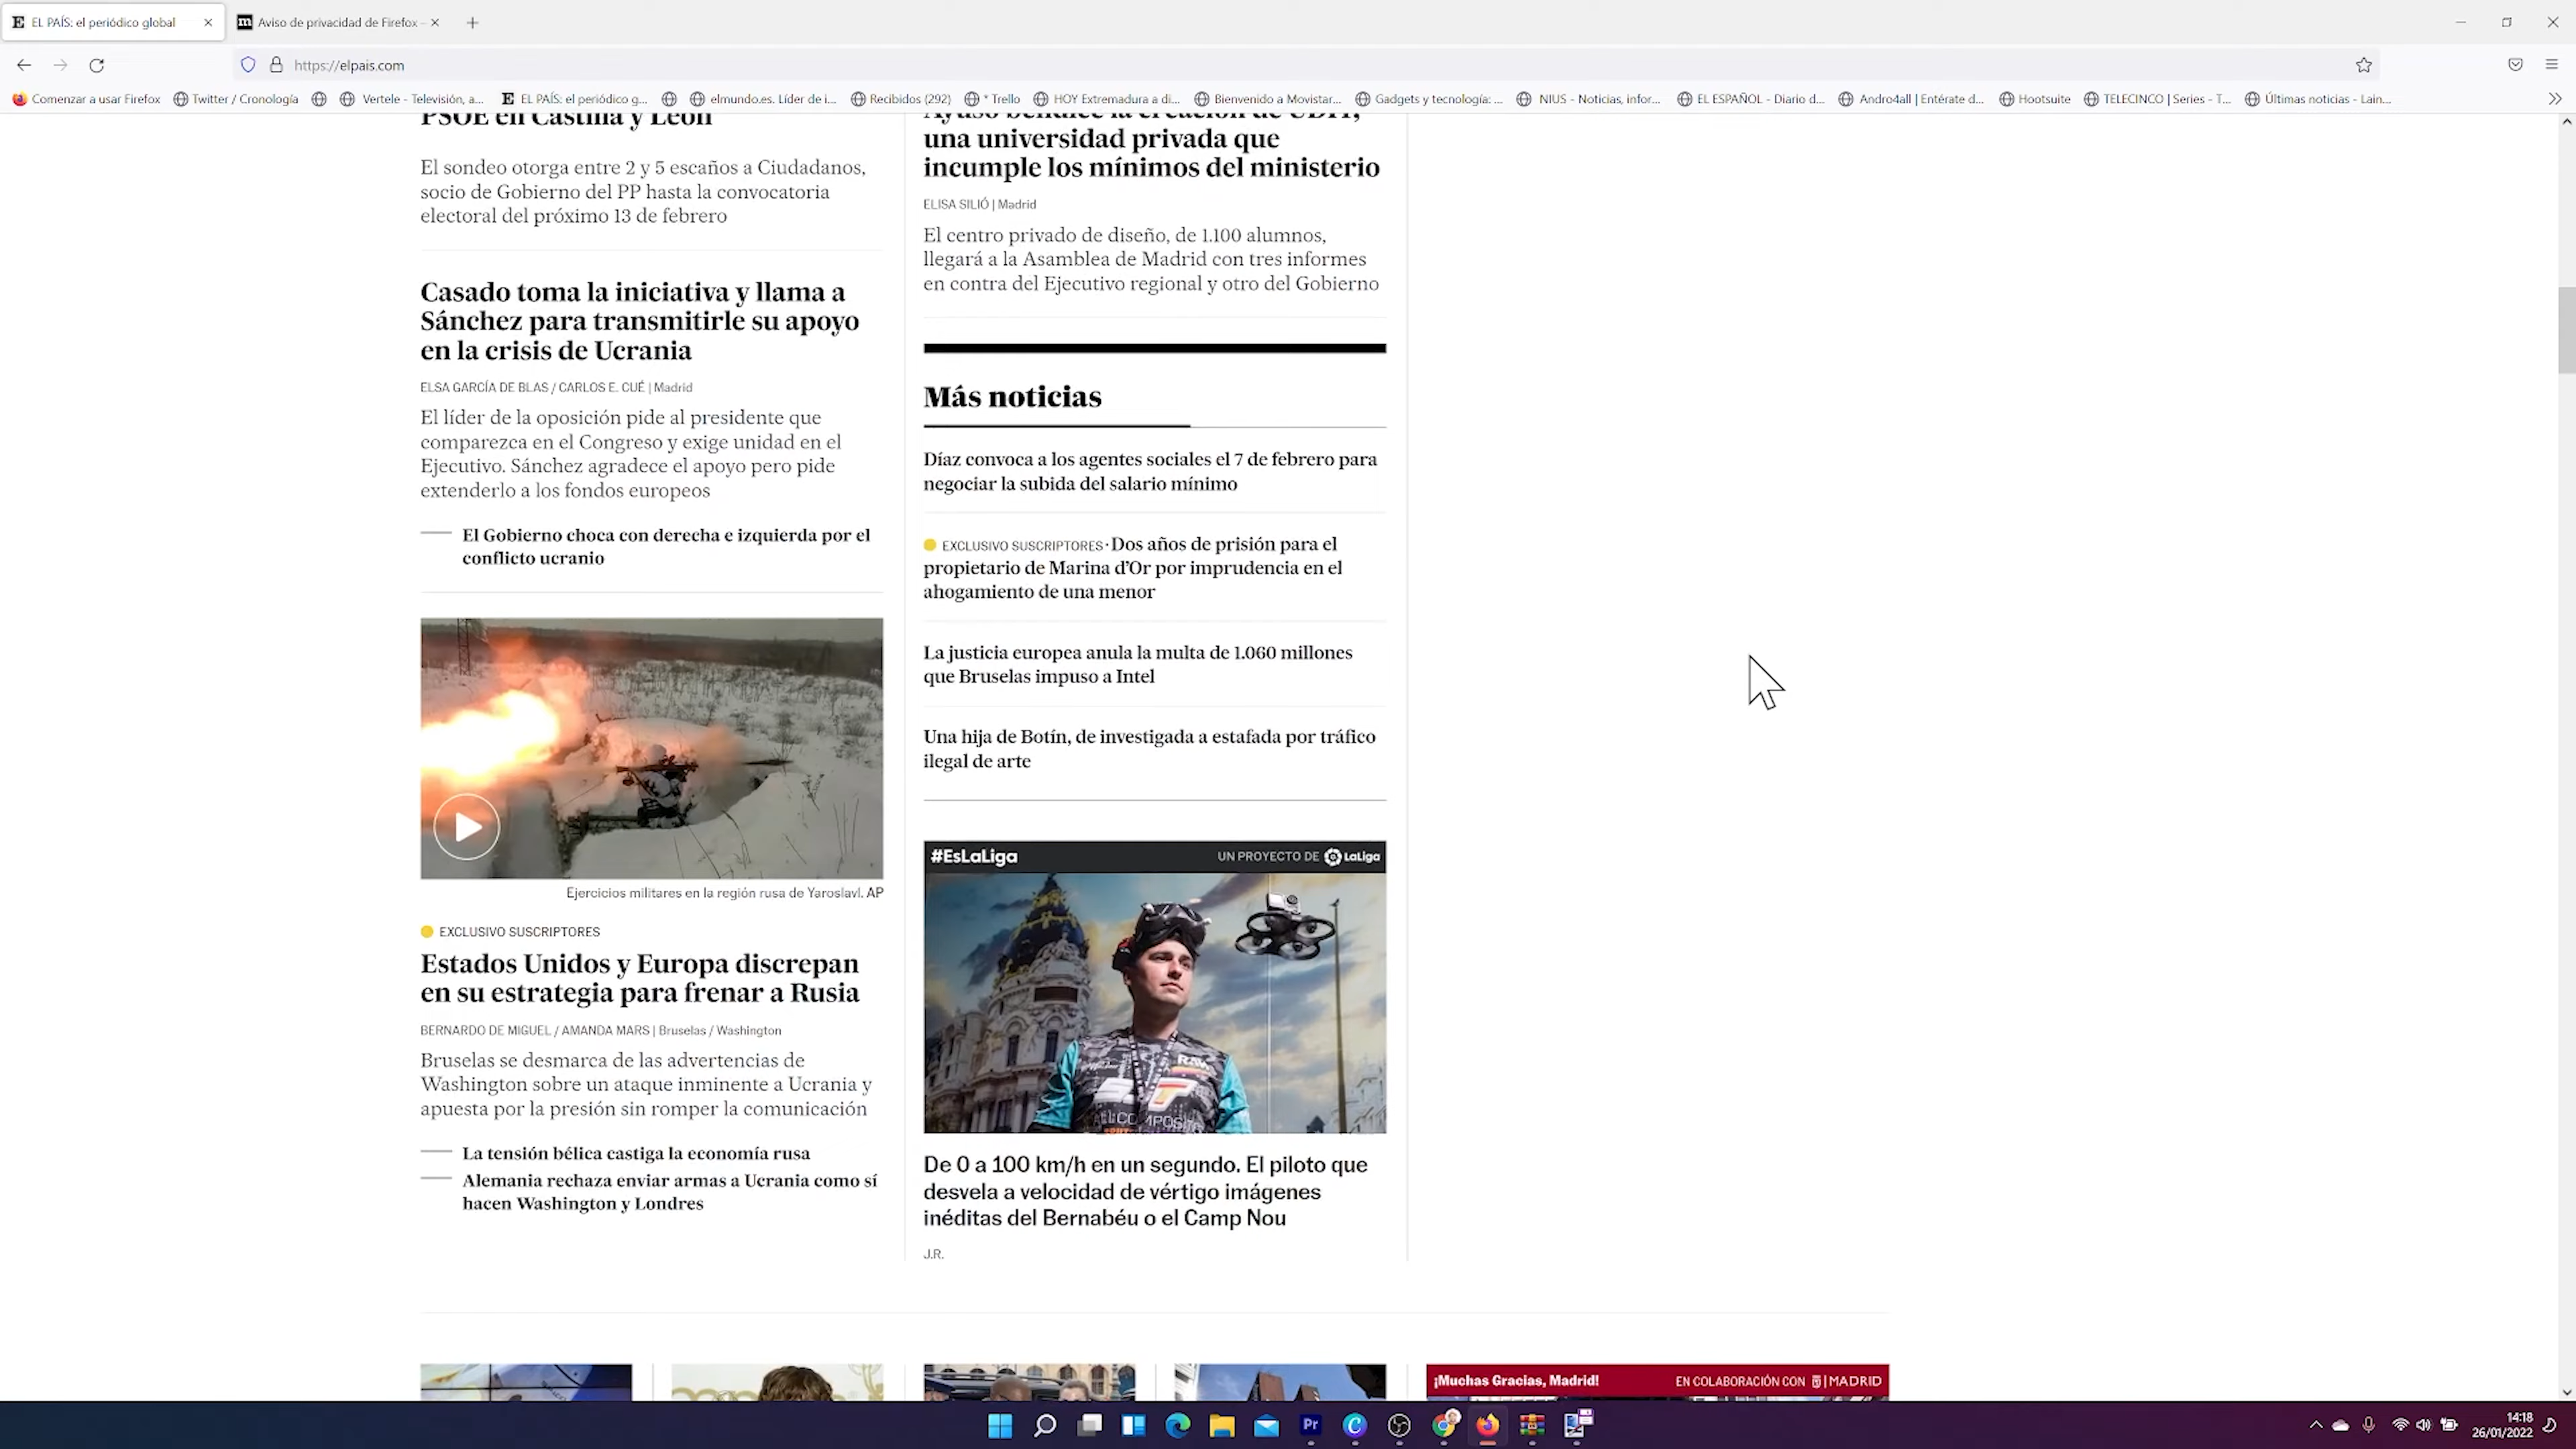 EL PAÍS: el periódico global
Aviso de privacidad de Firefox –
https://elpais.com
Comenzar a usar Firefox
Twitter / Cronología
Vertele - Televisión, a...
EL PAÍS: el periódico g...
elmundo.es. Líder de i...
Recibidos (292)
* Trello
HOY Extremadura a di...
Bienvenido a Movistar...
Gadgets y tecnología: ...
NIUS - Noticias, infor...
EL ESPAÑOL - Diario d...
Andro4all | Entérate d...
Hootsuite
TELECINCO | Series - T...
Últimas noticias - Lain...
PSOE en Castilla y León
El sondeo otorga entre 2 y 5 escaños a Ciudadanos,
socio de Gobierno del PP hasta la convocatoria
electoral del próximo 13 de febrero
Casado toma la iniciativa y llama a
Sánchez para transmitirle su apoyo
en la crisis de Ucrania
ELSA GARCÍA DE BLAS / CARLOS E. CUÉ | Madrid
El líder de la oposición pide al presidente que
comparezca en el Congreso y exige unidad en el
Ejecutivo. Sánchez agradece el apoyo pero pide
extenderlo a los fondos europeos
El Gobierno choca con derecha e izquierda por el
conflicto ucranio
Ejercicios militares en la región rusa de Yaroslavl. AP
EXCLUSIVO SUSCRIPTORES
Estados Unidos y Europa discrepan
en su estrategia para frenar a Rusia
BERNARDO DE MIGUEL / AMANDA MARS | Bruselas / Washington
Bruselas se desmarca de las advertencias de
Washington sobre un ataque inminente a Ucrania y
apuesta por la presión sin romper la comunicación
La tensión bélica castiga la economía rusa
Alemania rechaza enviar armas a Ucrania como sí
hacen Washington y Londres
Ayuso bendice la creación de UDIT,
una universidad privada que
incumple los mínimos del ministerio
ELISA SILIÓ | Madrid
El centro privado de diseño, de 1.100 alumnos,
llegará a la Asamblea de Madrid con tres informes
en contra del Ejecutivo regional y otro del Gobierno
Más noticias
Díaz convoca a los agentes sociales el 7 de febrero para
negociar la subida del salario mínimo
EXCLUSIVO SUSCRIPTORES · Dos años de prisión para el
propietario de Marina d'Or por imprudencia en el
ahogamiento de una menor
La justicia europea anula la multa de 1.060 millones
que Bruselas impuso a Intel
Una hija de Botín, de investigada a estafada por tráfico
ilegal de arte
#EsLaLiga
UN PROYECTO DE LaLiga
De 0 a 100 km/h en un segundo. El piloto que
desvela a velocidad de vértigo imágenes
inéditas del Bernabéu o el Camp Nou
J.R.
¡Muchas Gracias, Madrid!
EN COLABORACIÓN CON | MADRID
Pr
14:18
26/01/2022